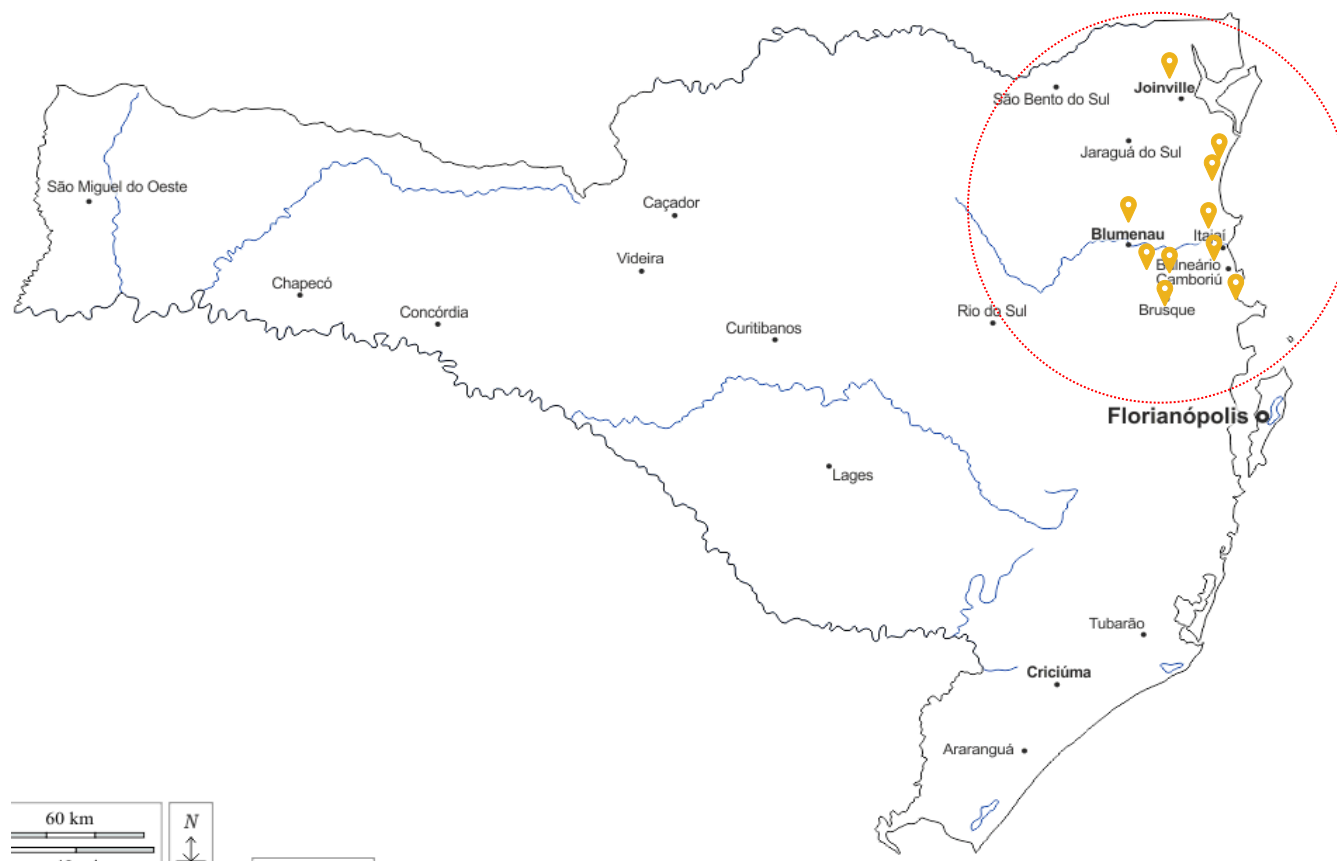 Joinville
São Bento do Sul
Jaraguá do Sul
São Miguel do Oeste
Caçador
Blumenau
Itajaí
Videira
Balneário
Camboriú
Chapecó
Concórdia
Rio do Sul
Brusque
Curitibanos
Florianópolis
Lages
Tubarão
Criciúma
Araranguá
60 km
N